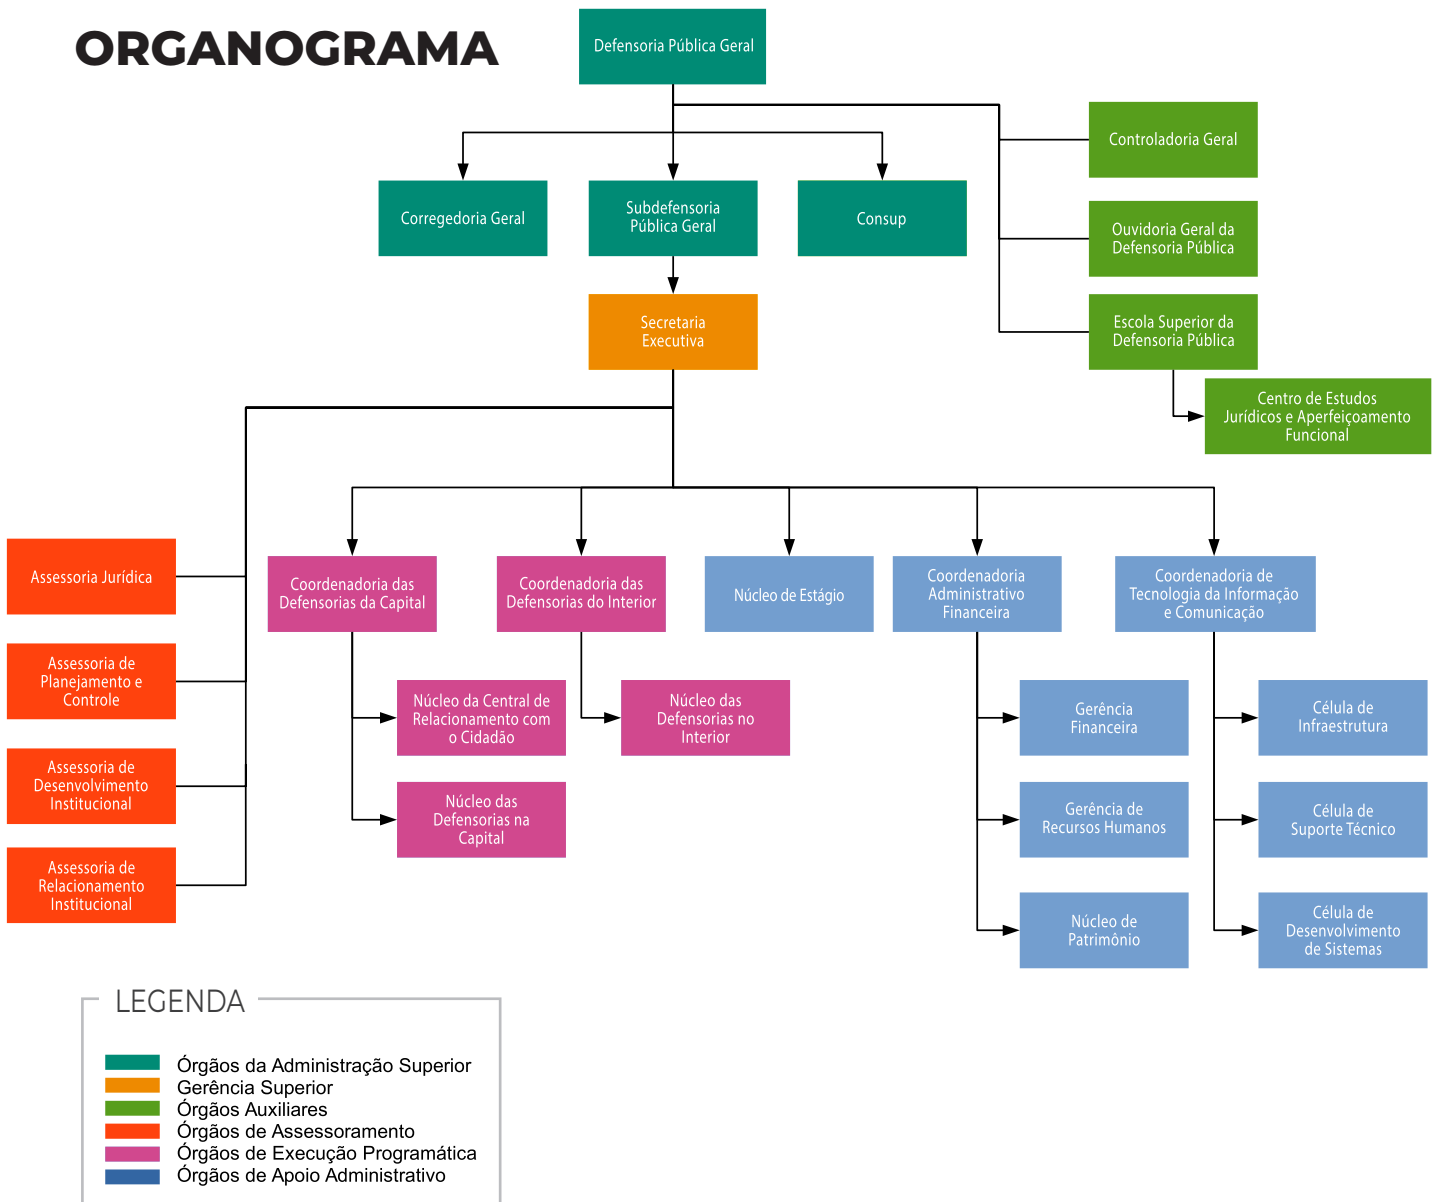 ORGANOGRAMA
Defensoria Pública Geral
Controladoria Geral
Corregedoria Geral
Subdefensoria
Pública Geral
Consup
Ouvidoria Geral da
Defensoria Pública
Secretaria
Executiva
Escola Superior da
Defensoria Pública
Centro de Estudos
Jurídicos e Aperfeiçoamento
Funcional
Assessoria Jurídica
Coordenadoria das
Defensorias da Capital
Coordenadoria das
Defensorias do Interior
Núcleo de Estágio
Coordenadoria
Administrativo
Financeira
Coordenadoria de
Tecnologia da Informação
e Comunicação
Assessoria de
Planejamento e
Controle
Núcleo da Central de
Relacionamento com
o Cidadão
Núcleo das
Defensorias no
Interior
Gerência
Financeira
Célula de
Infraestrutura
Assessoria de
Desenvolvimento
Institucional
Núcleo das
Defensorias na
Capital
Gerência de
Recursos Humanos
Célula de
Suporte Técnico
Assessoria de
Relacionamento
Institucional
Núcleo de
Patrimônio
Célula de
Desenvolvimento
de Sistemas
LEGENDA
Órgãos da Administração Superior
Gerência Superior
Órgãos Auxiliares
Órgãos de Assessoramento
Órgãos de Execução Programática
Órgãos de Apoio Administrativo